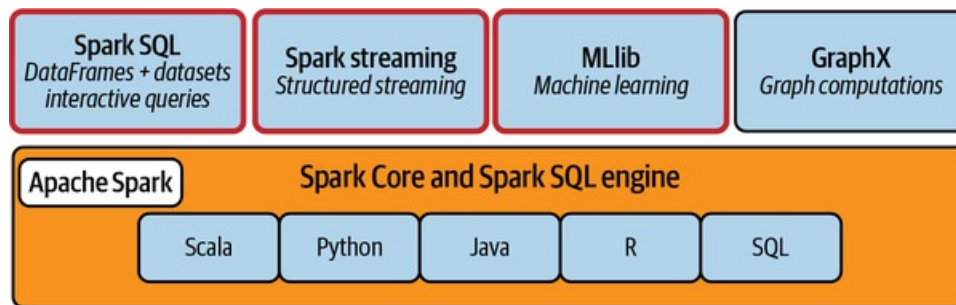 Spark SQL
DataFrames + datasets
interactive queries
Spark streaming
Structured streaming
MLlib
Machine learning
GraphX
Graph computations
Apache Spark
Spark Core and Spark SQL engine
Scala
Python
Java
R
SQL